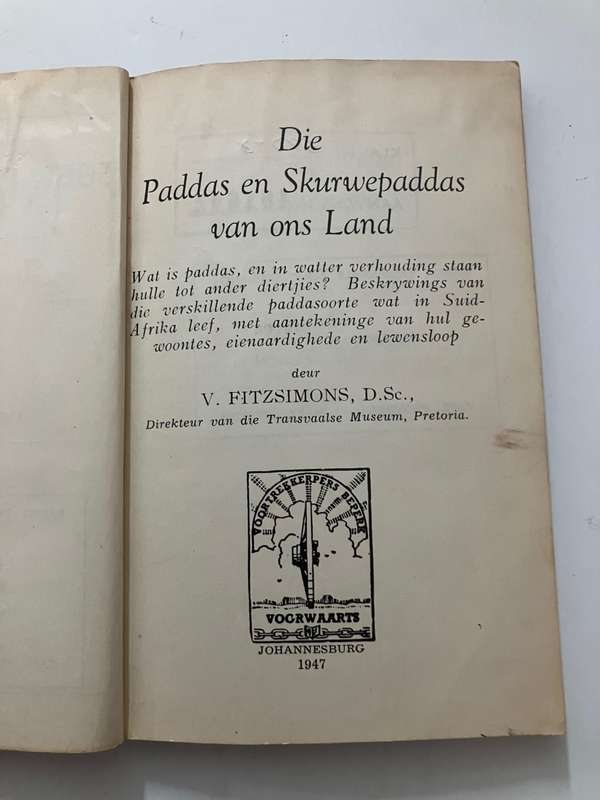 Die
Paddas en Skurwepaddas
van ons Land
Wat is paddas, en in watter verhouding staan
hulle tot ander diertjies? Beskrywings van
die verskillende paddasoorte wat in Suid-
Afrika leef, met aantekeninge van hul ge-
woontes, eienaardighede en lewensloop
deur
V. FITZSIMONS, D.Sc.,
Direkteur van die Transvaalse Museum, Pretoria.
VOORTREKKERPERS BEPERK
VOORWAARTS
JOHANNESBURG
1947